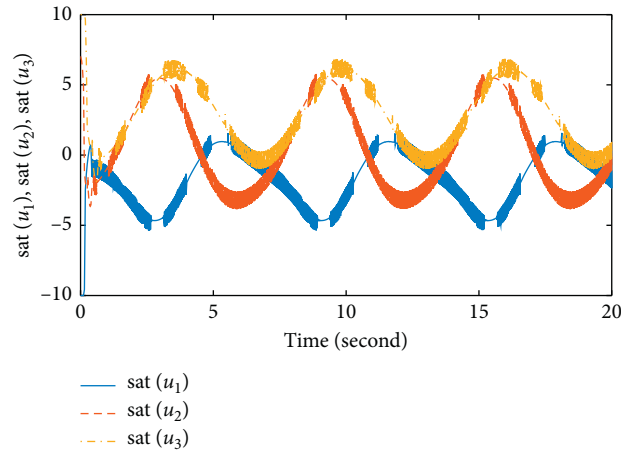 10
5
0
−5
−10
0
5
10
15
20
sat (u1), sat (u2), sat (u3)
Time (second)
sat (u1)
sat (u2)
sat (u3)